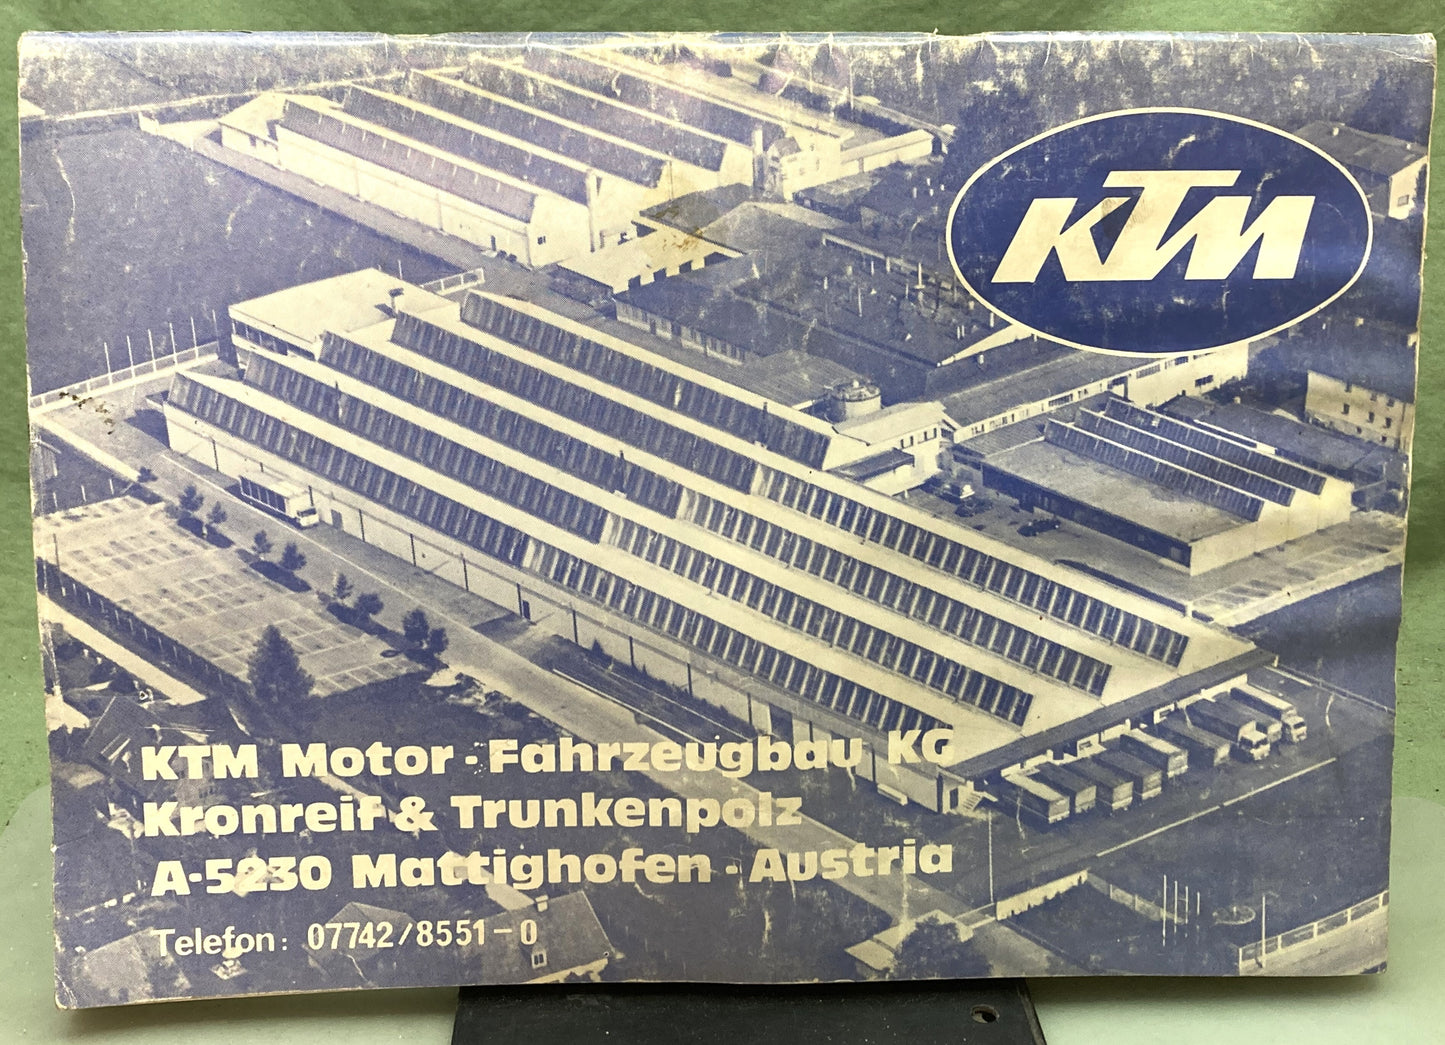 KTM
KTM Motor-Fahrzeugbau KG
Kronreif & Trunkenpolz
A-5230 Mattighofen - Austria
Telefon: 07742/8551-0